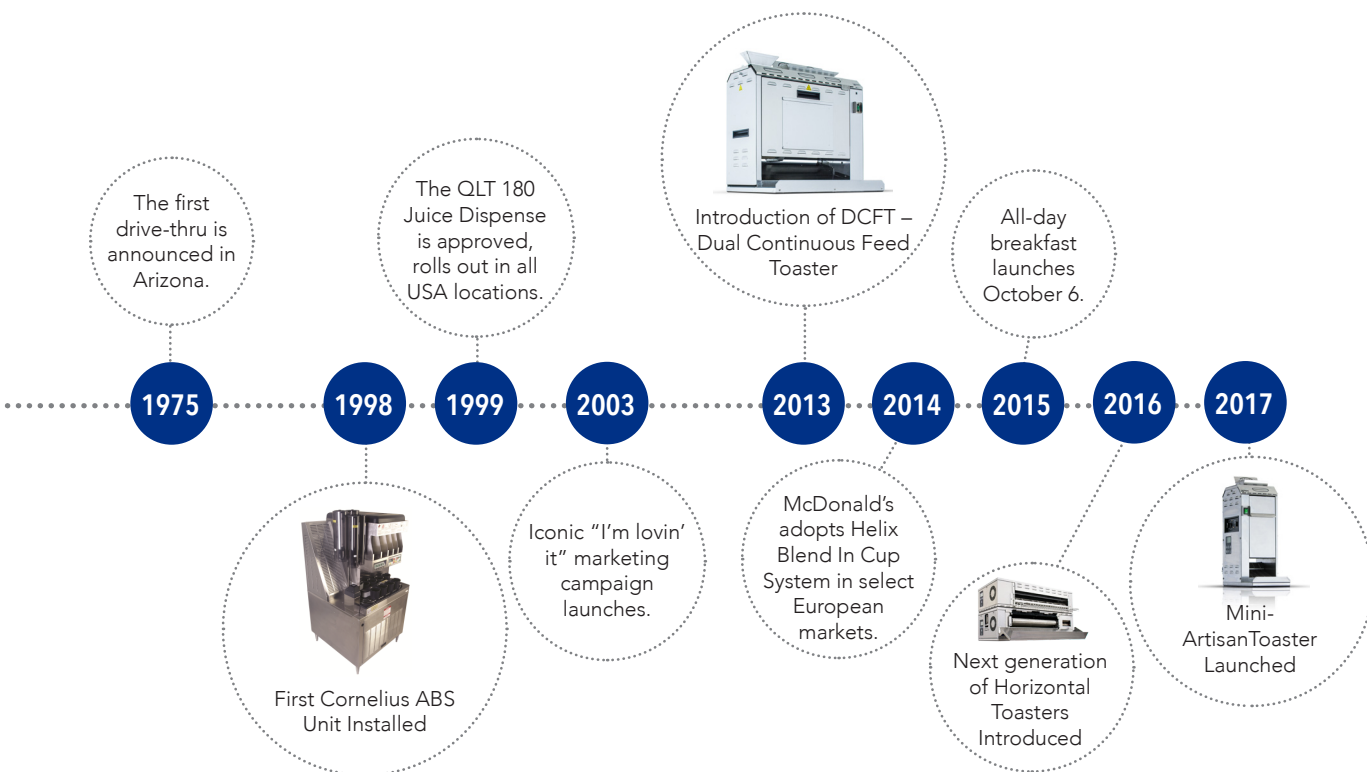 The first
drive-thru is
announced in
Arizona.
The QLT 180
Juice Dispense
is approved,
rolls out in all
USA locations.
Introduction of DCFT –
Dual Continuous Feed
Toaster
All-day
breakfast
launches
October 6.
1975
1998
1999
2003
2013
2014
2015
2016
2017
First Cornelius ABS
Unit Installed
Iconic “I’m lovin’
it” marketing
campaign
launches.
McDonald’s
adopts Helix
Blend In Cup
System in select
European
markets.
Next generation
of Horizontal
Toasters
Introduced
Mini-
ArtisanToaster
Launched